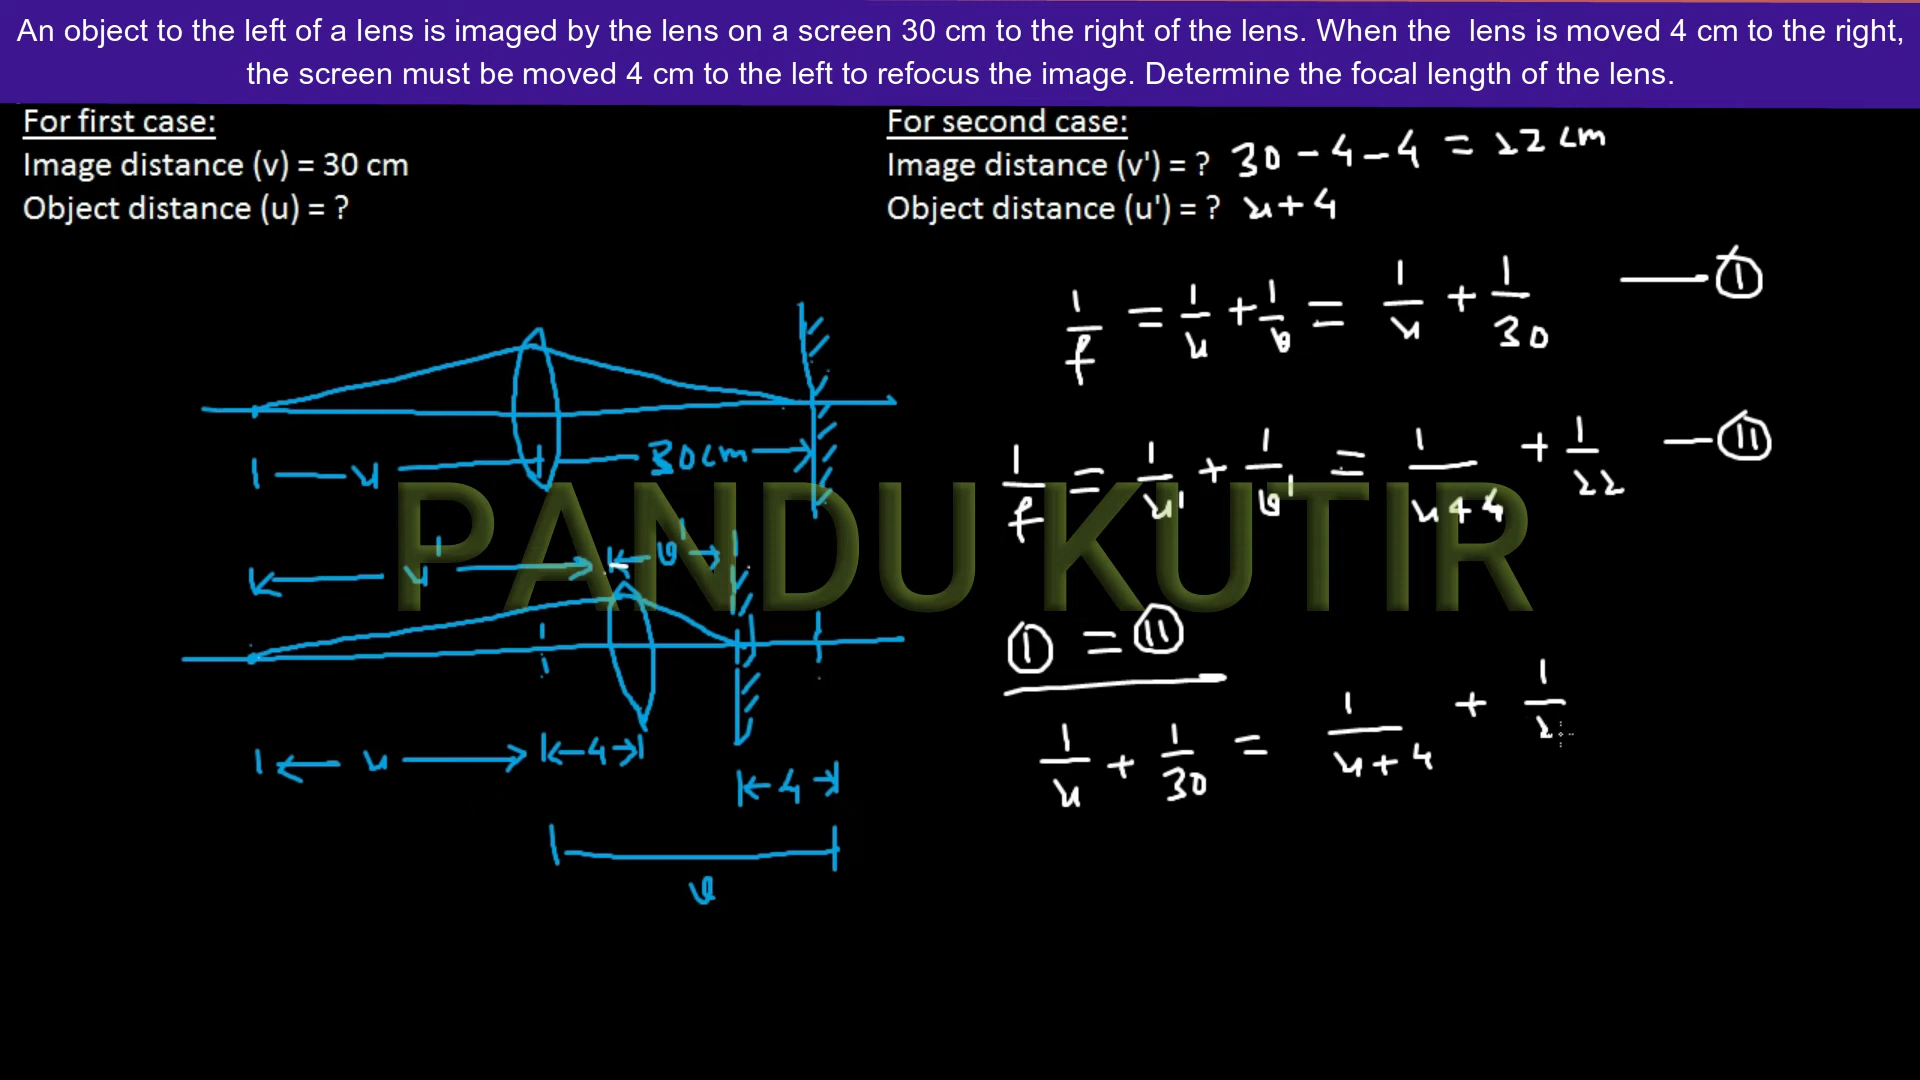 An object to the left of a lens is imaged by the lens on a screen 30 cm to the right of the lens. When the lens is moved 4 cm to the right,
the screen must be moved 4 cm to the left to refocus the image. Determine the focal length of the lens.
For first case:
Image distance (v) = 30 cm
Object distance (u) = ?
For second case:
Image distance (v') = ? 30 - 4 - 4 = 22 cm
Object distance (u') = ? u + 4
1/f = 1/u + 1/v = 1/u + 1/30 — I
1/f = 1/u' + 1/v' = 1/u+4 + 1/22 — II
I = II
1/u + 1/30 = 1/u+4 + 1/2
u 30cm
u' v'
u 4
4
v
PANDU KUTIR